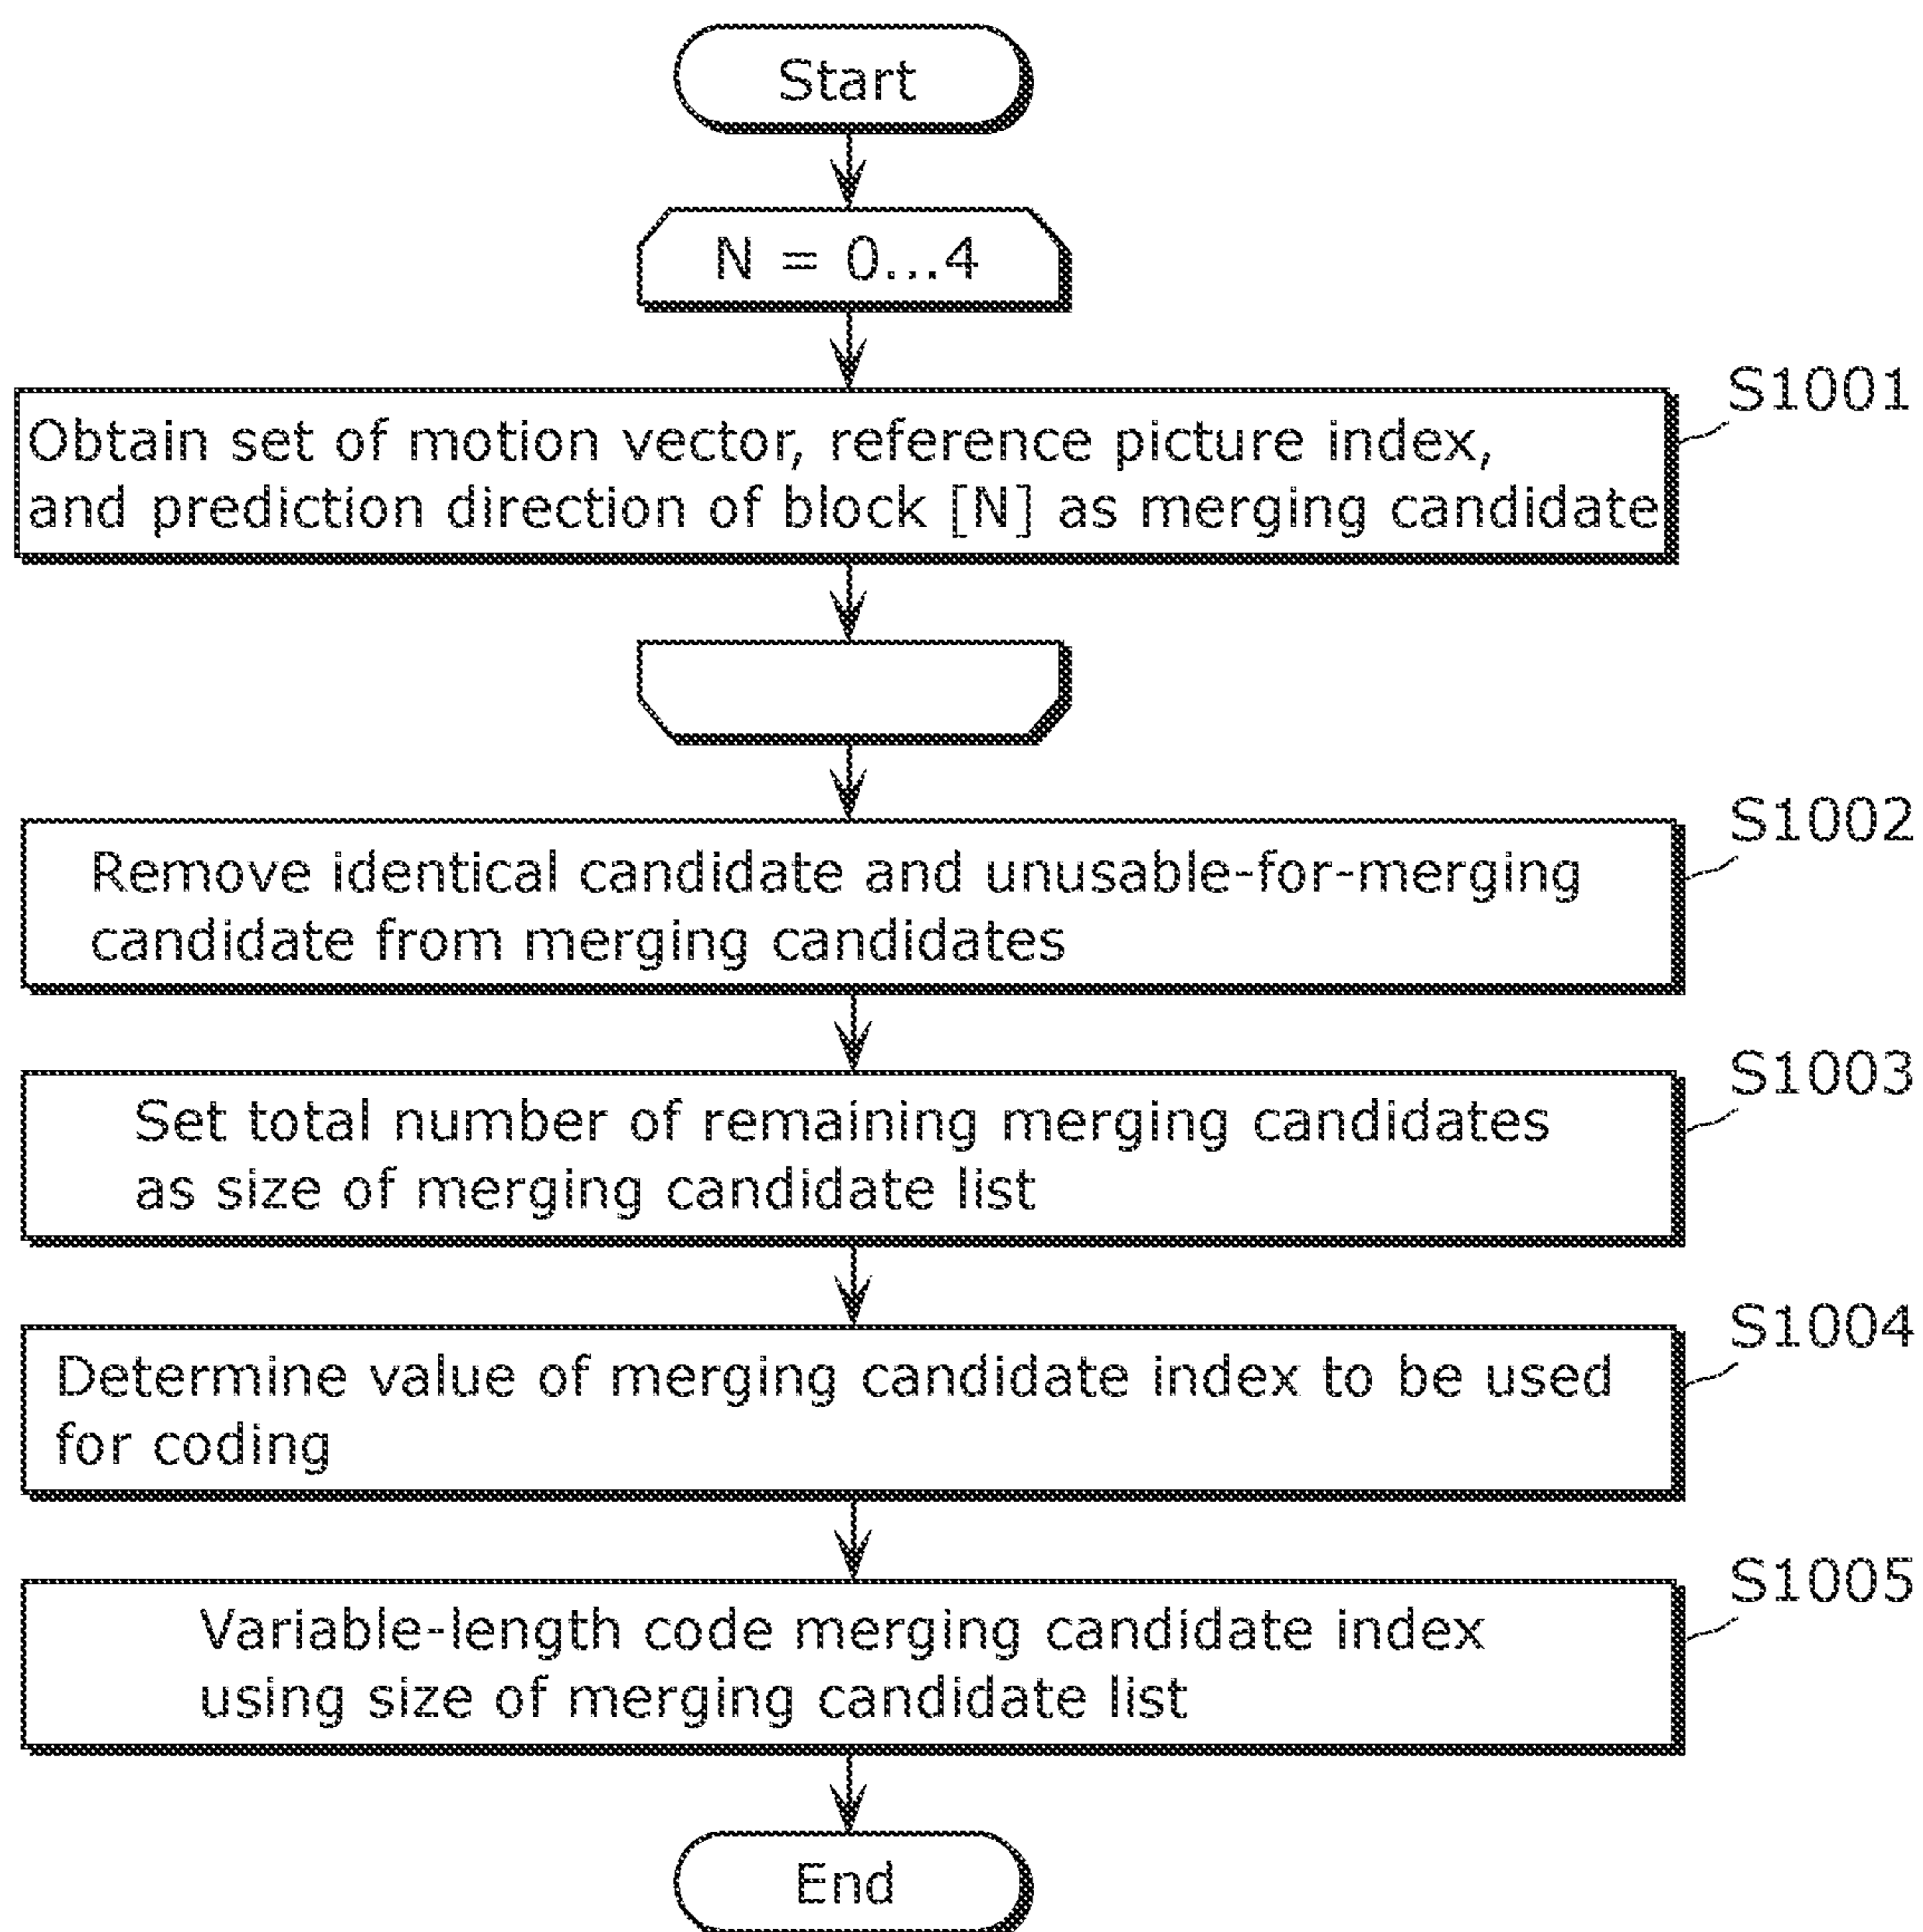 Start
N = 0...4
S1001
Obtain set of motion vector, reference picture index,
and prediction direction of block [N] as merging candidate
S1002
Remove identical candidate and unusable-for-merging
candidate from merging candidates
S1003
Set total number of remaining merging candidates
as size of merging candidate list
S1004
Determine value of merging candidate index to be used
for coding
S1005
Variable-length code merging candidate index
using size of merging candidate list
End